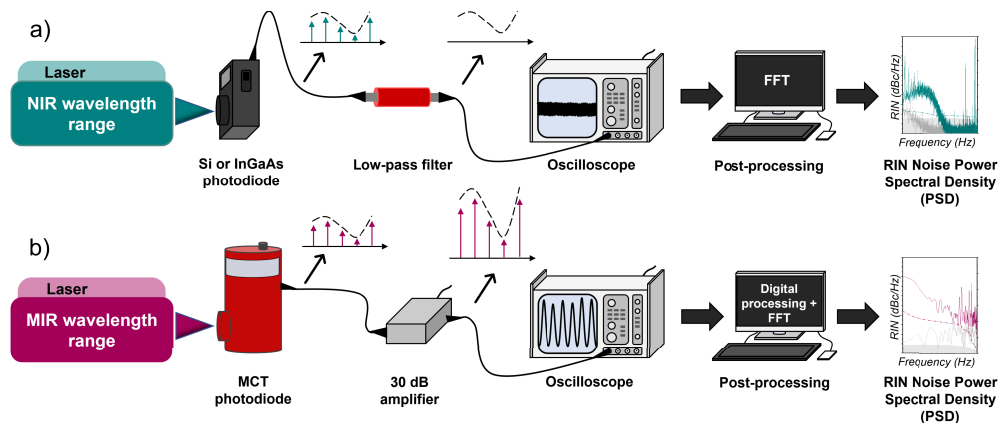 a)
Laser
NIR wavelength
range
Si or InGaAs
photodiode
Low-pass filter
Oscilloscope
FFT
Post-processing
RIN (dBc/Hz)
Frequency (Hz)
RIN Noise Power
Spectral Density
(PSD)
b)
Laser
MIR wavelength
range
MCT
photodiode
30 dB
amplifier
Oscilloscope
Digital
processing +
FFT
Post-processing
RIN (dBc/Hz)
Frequency (Hz)
RIN Noise Power
Spectral Density
(PSD)